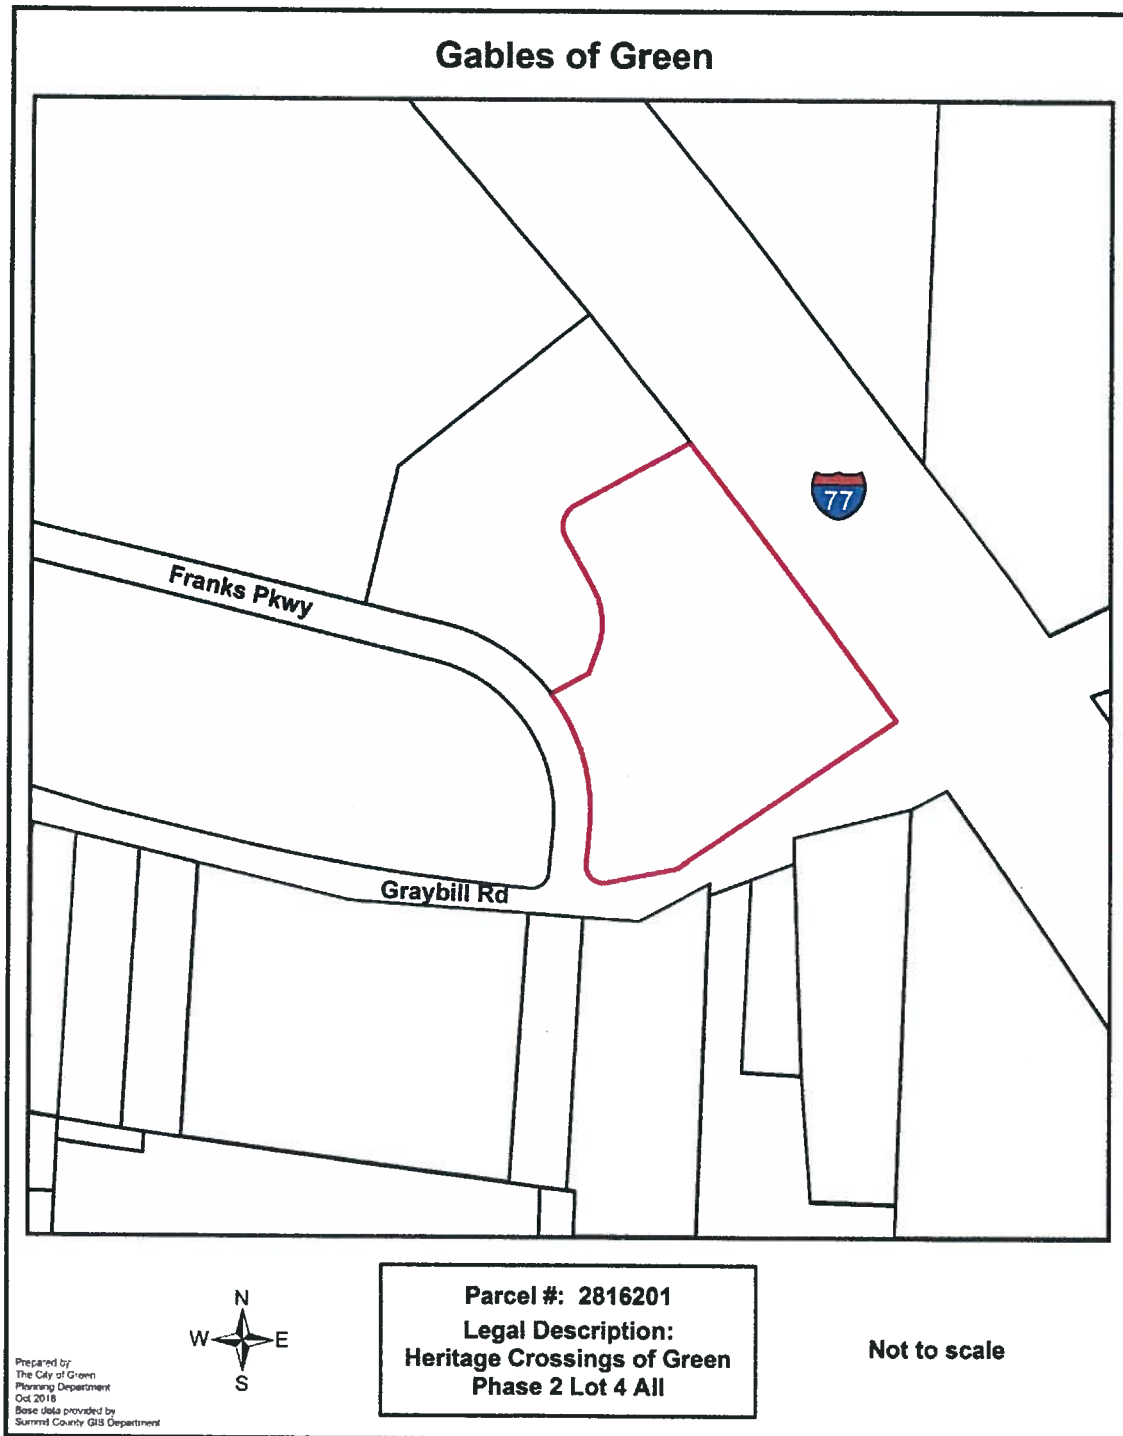 Gables of Green
77
Franks Pkwy
Graybill Rd
N
W E
S
Parcel #: 2816201
Legal Description:
Heritage Crossings of Green
Phase 2 Lot 4 All
Not to scale
Prepared by
The City of Green
Planning Department
Oct 2018
Base data provided by
Summit County GIS Department